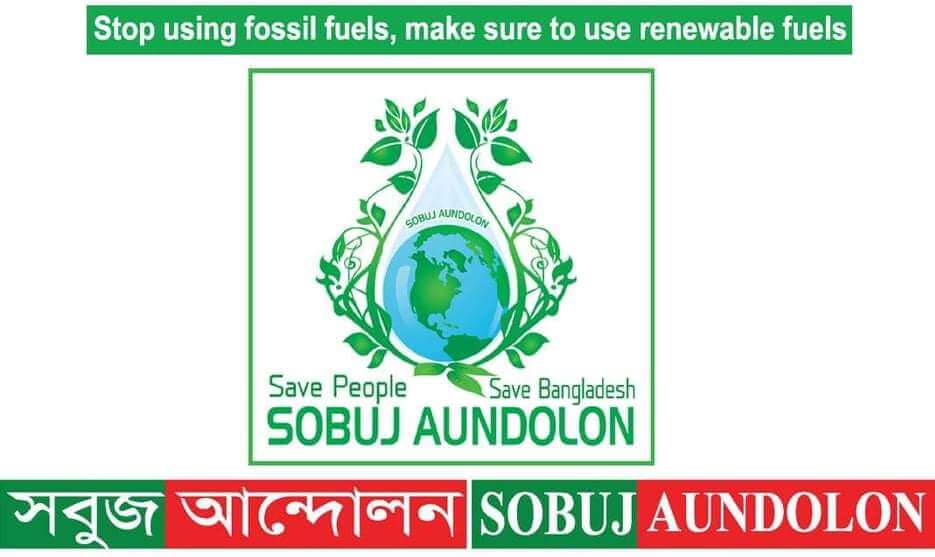 Stop using fossil fuels, make sure to use renewable fuels
SOBUJ AUNDOLON
Save People Save Bangladesh
SOBUJ AUNDOLON
সবুজ আন্দোলন SOBUJ AUNDOLON